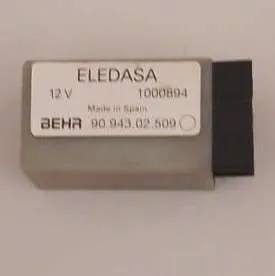 ELEDASA
12 V 1000894
Made in Spain
BEHR 90.943.02.509